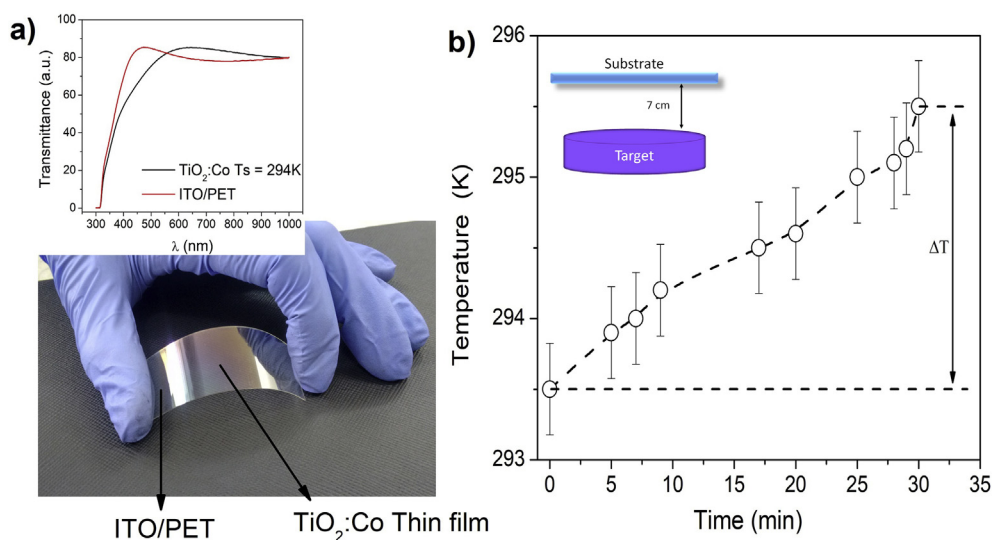 a)
100
80
60
40
20
0
Transmittance (a.u.)
TiO2:Co Ts = 294K
ITO/PET
300 400 500 600 700 800 900 1000
λ (nm)
ITO/PET
TiO2:Co Thin film
b)
296
295
294
293
Temperature (K)
Substrate
7 cm
Target
ΔT
0 5 10 15 20 25 30 35
Time (min)